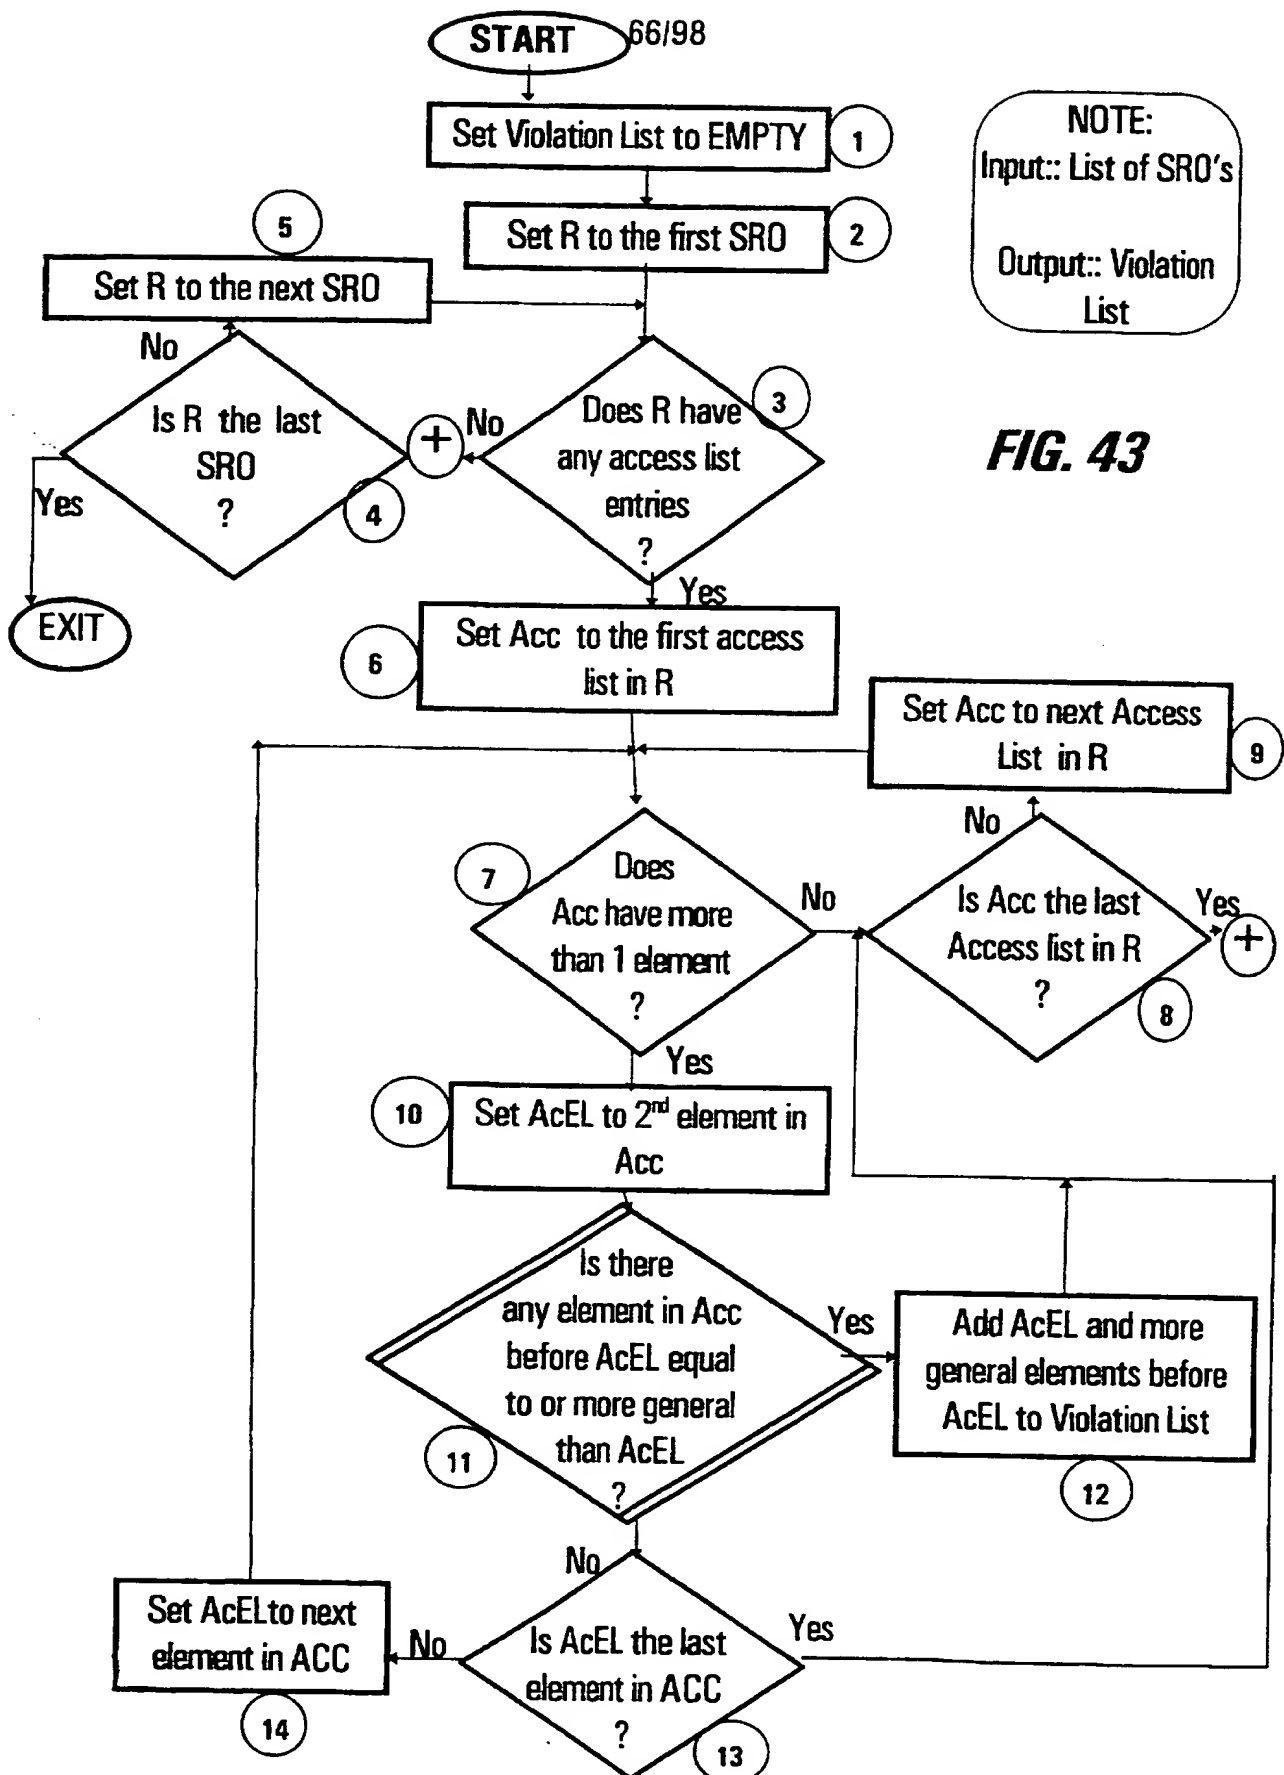 START
66/98
Set Violation List to EMPTY
1
NOTE:
Input:: List of SRO's
Output:: Violation
List
Set R to the first SRO
2
5
Set R to the next SRO
No
Is R the last
SRO
?
4
Yes
EXIT
+
No
Does R have
any access list
entries
?
3
Yes
FIG. 43
Set Acc to the first access
list in R
6
Set Acc to next Access
List in R
9
No
7
Does
Acc have more
than 1 element
?
No
Is Acc the last
Access list in R
?
8
Yes
+
Yes
10
Set AcEL to 2nd element in
Acc
Is there
any element in Acc
before AcEL equal
to or more general
than AcEL
?
11
Yes
Add AcEL and more
general elements before
AcEL to Violation List
12
No
Is AcEL the last
element in ACC
?
13
Yes
No
Set AcELto next
element in ACC
14